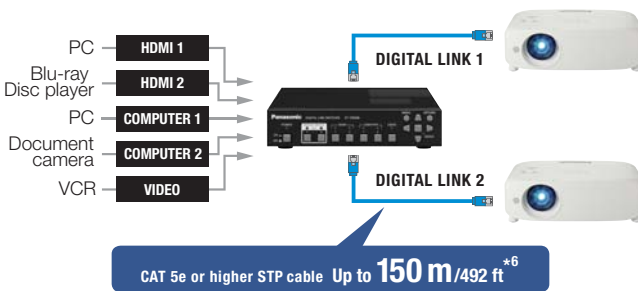 PC
HDMI 1
Blu-ray
Disc player
HDMI 2
PC
COMPUTER 1
Document
camera
COMPUTER 2
VCR
VIDEO
Panasonic
DIGITAL LINK 1
DIGITAL LINK 2
CAT 5e or higher STP cable Up to 150 m/492 ft*6